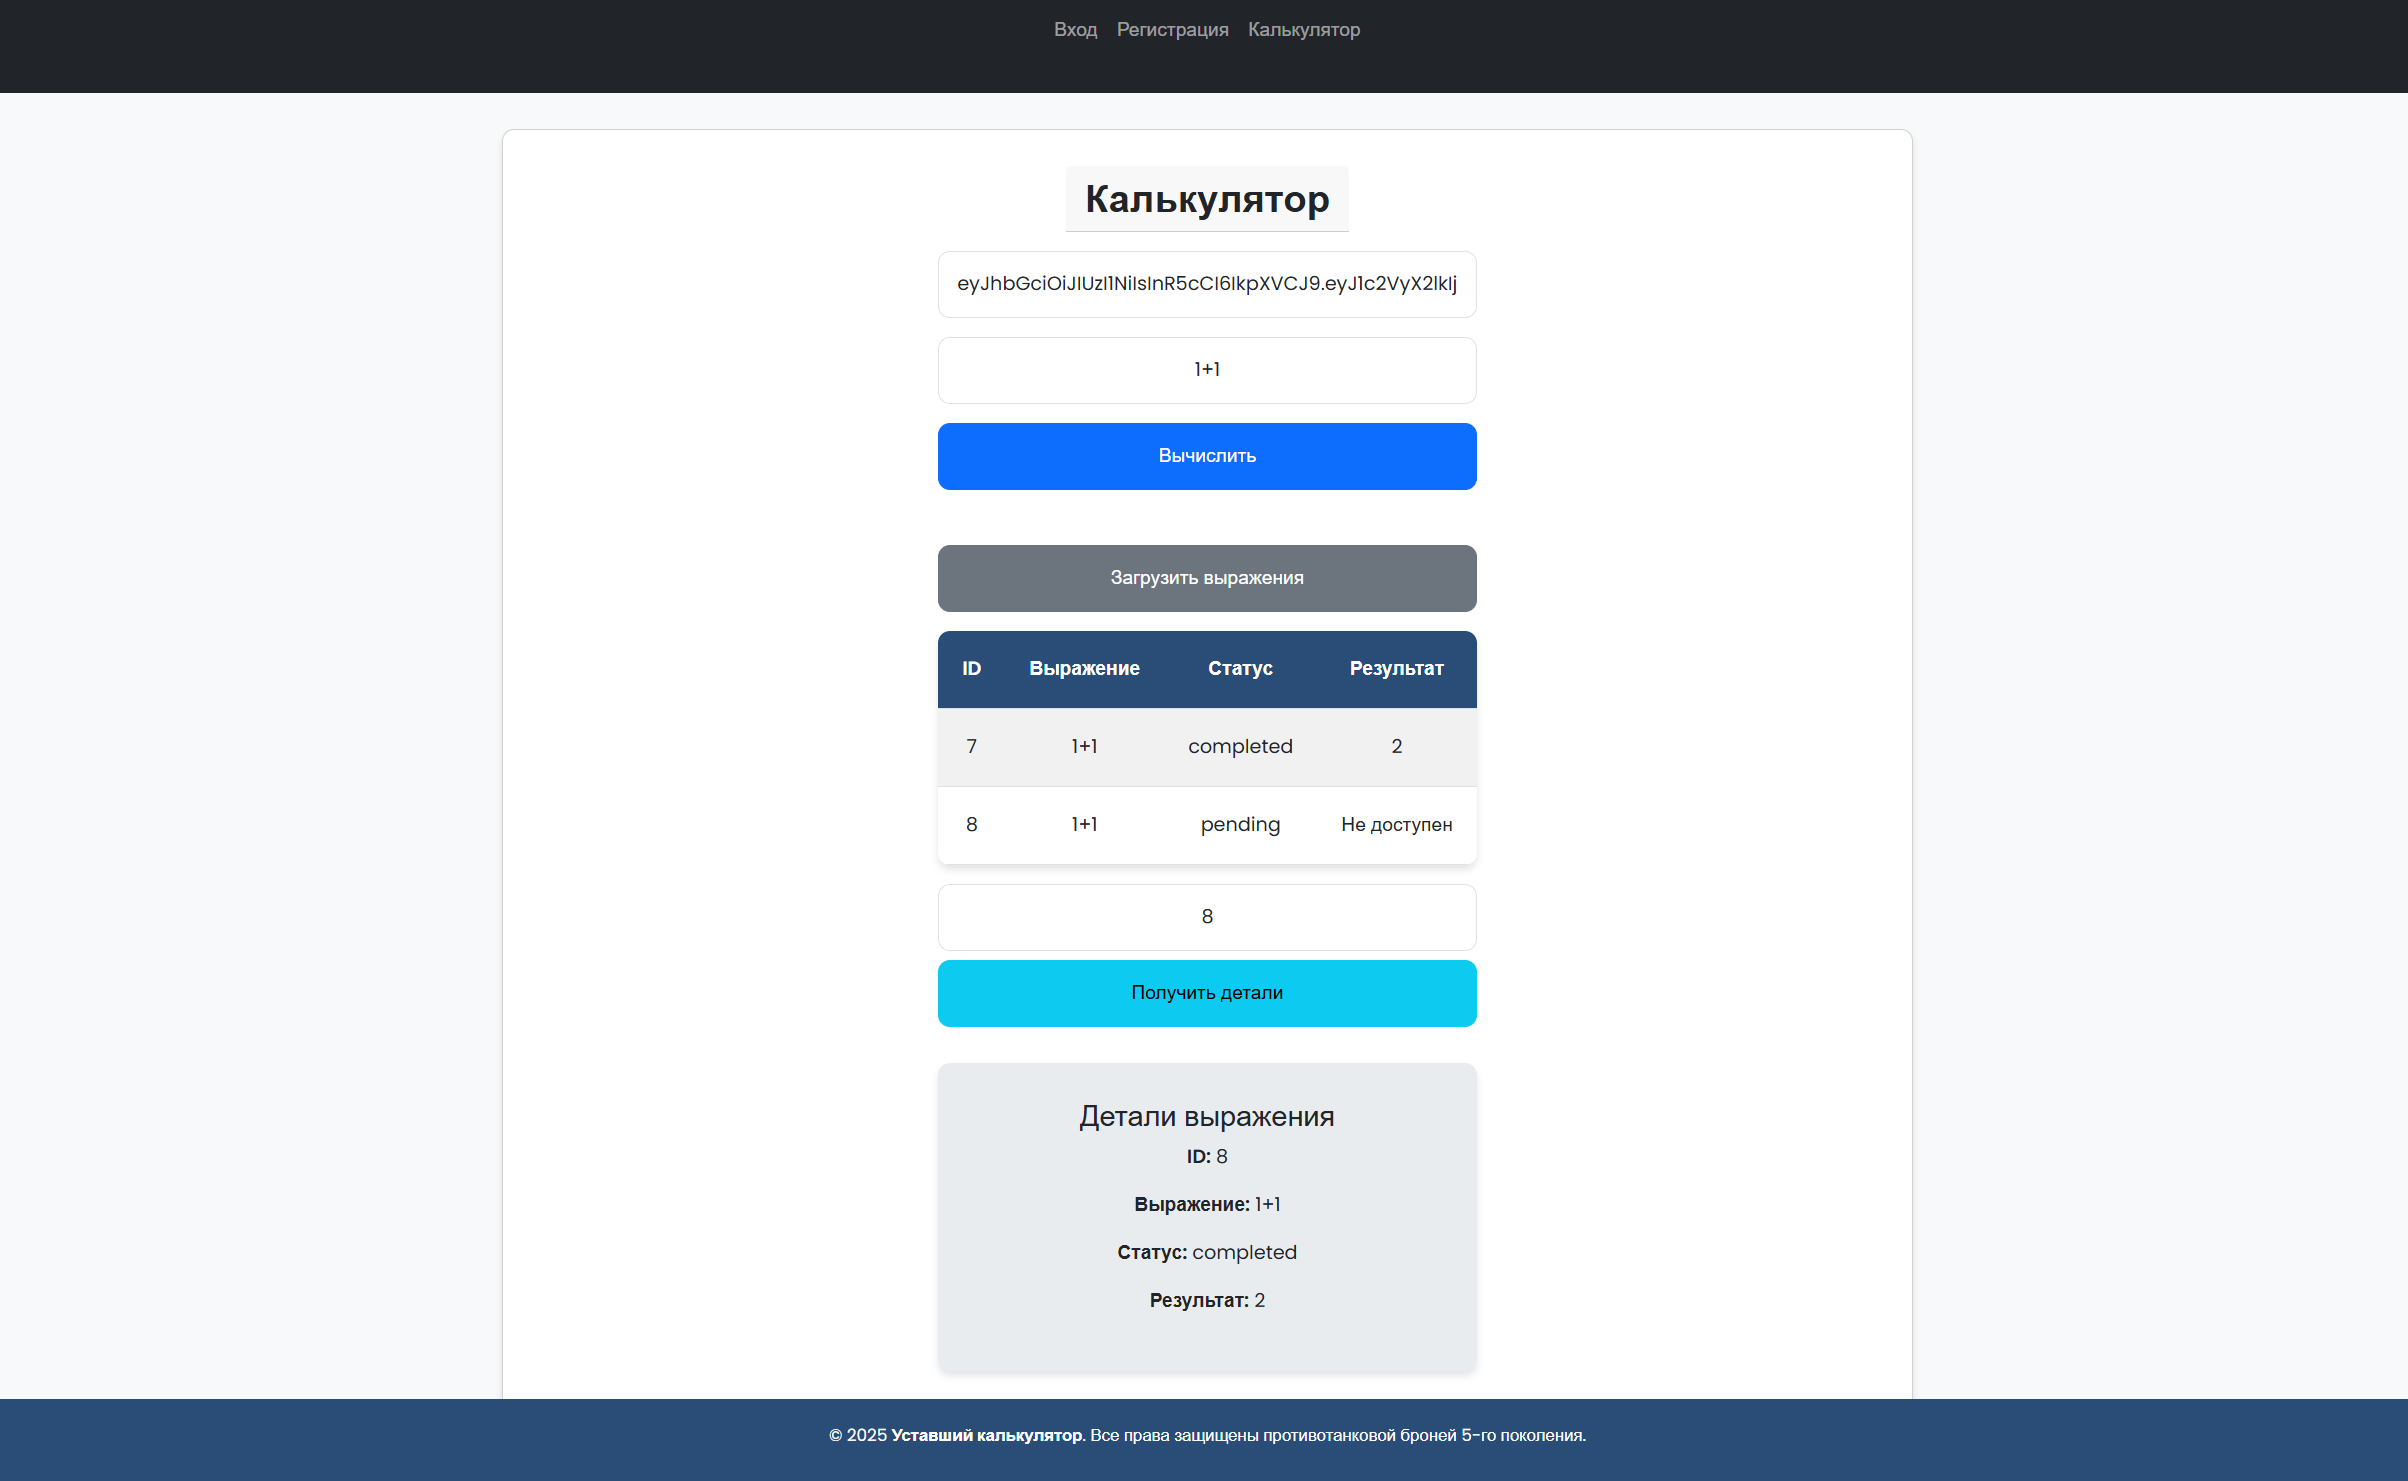 Вход Регистрация Калькулятор
Калькулятор
eyJhbGciOiJIUzI1NiIsInR5cCI6IkpXVCJ9.eyJ1c2VyX2lkIj
1+1
Вычислить
Загрузить выражения
ID Выражение Статус Результат
7 1+1 completed 2
8 1+1 pending Не доступен
8
Получить детали
Детали выражения
ID: 8
Выражение: 1+1
Статус: completed
Результат: 2
© 2025 Уставший калькулятор. Все права защищены противотанковой броней 5-го поколения.